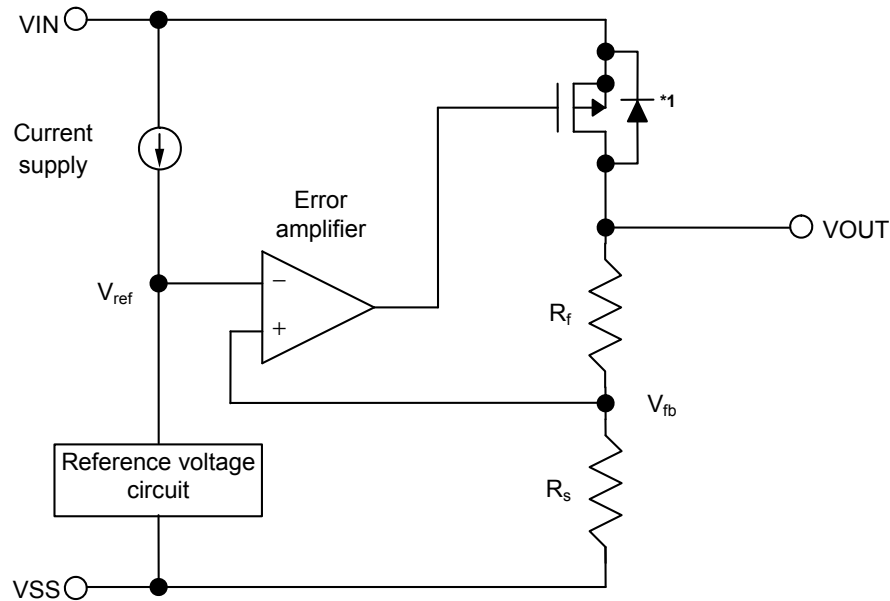 VIN
*1
Current
supply
Error
amplifier
VOUT
Vref
−
+
Rf
Vfb
Reference voltage
circuit
Rs
VSS